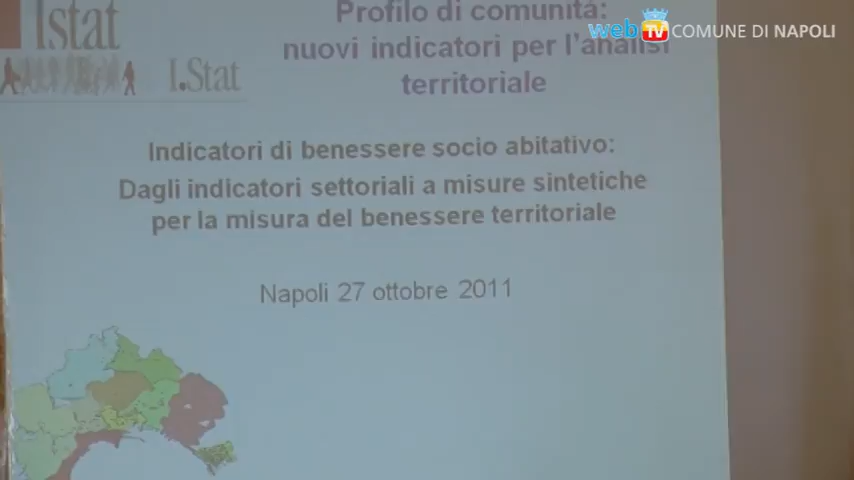 Istat
I.Stat
Profilo di comunità:
nuovi indicatori per l'analisi
territoriale
web TV COMUNE DI NAPOLI
Indicatori di benessere socio abitativo:
Dagli indicatori settoriali a misure sintetiche
per la misura del benessere territoriale
Napoli 27 ottobre 2011